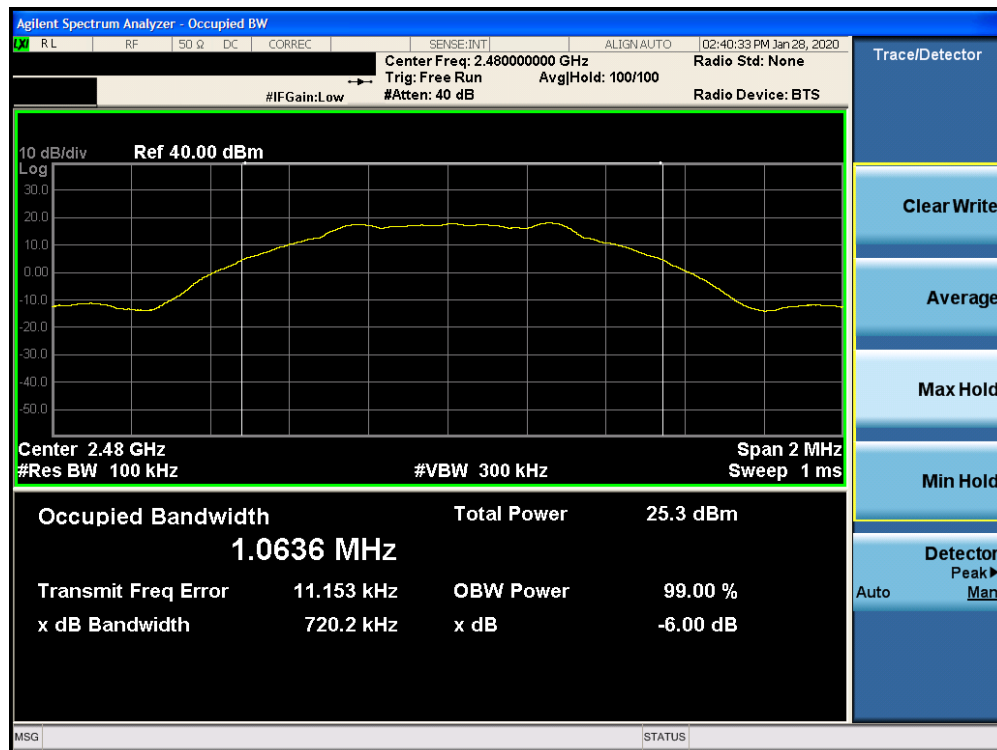 Agilent Spectrum Analyzer - Occupied BW
LXI RL RF 50 Ω DC CORREC SENSE:INT ALIGN AUTO 02:40:33 PM Jan 28, 2020
Center Freq: 2.480000000 GHz Radio Std: None
Trig: Free Run Avg|Hold: 100/100
#IFGain:Low #Atten: 40 dB Radio Device: BTS
10 dB/div Ref 40.00 dBm
Log
30.0
20.0
10.0
0.00
-10.0
-20.0
-30.0
-40.0
-50.0
Center 2.48 GHz Span 2 MHz
#Res BW 100 kHz #VBW 300 kHz Sweep 1 ms
Occupied Bandwidth Total Power 25.3 dBm
1.0636 MHz
Transmit Freq Error 11.153 kHz OBW Power 99.00 %
x dB Bandwidth 720.2 kHz x dB -6.00 dB
MSG STATUS
Trace/Detector
Clear Write
Average
Max Hold
Min Hold
Detector
Peak▶
Auto Man